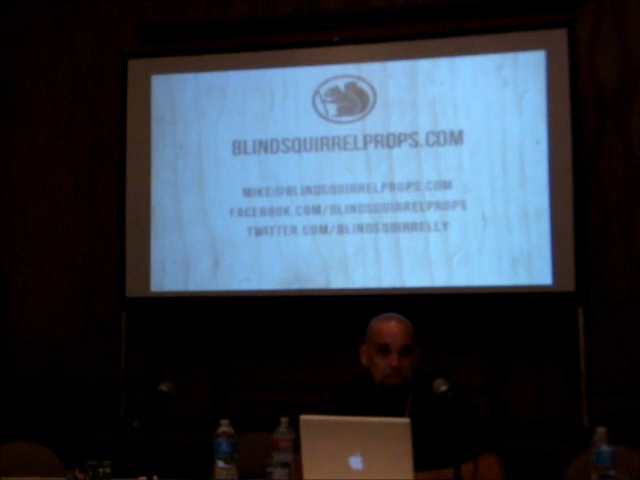 BLINDSQUIRRELPROPS.COM
MIKE@BLINDSQUIRRELPROPS.COM
FACEBOOK.COM/BLINDSQUIRRELPROPS
TWITTER.COM/BLINDSQUIRRELLY